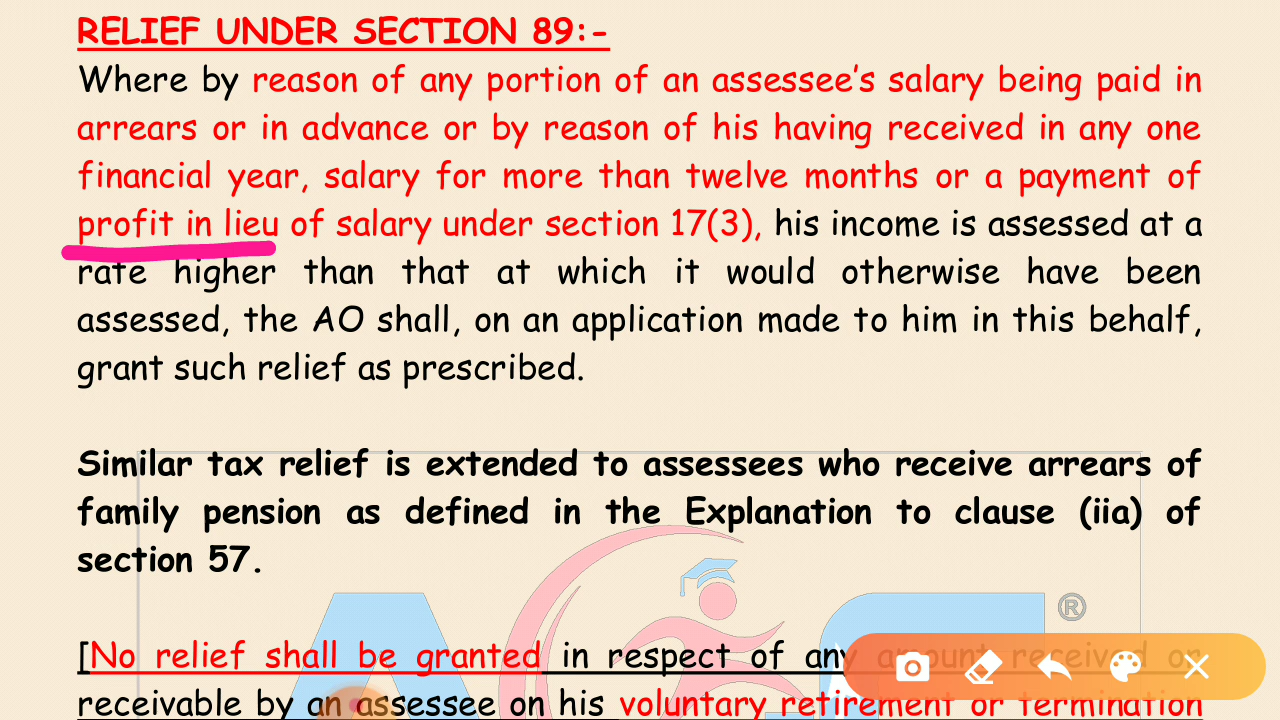 RELIEF UNDER SECTION 89:-
Where by reason of any portion of an assessee's salary being paid in
arrears or in advance or by reason of his having received in any one
financial year, salary for more than twelve months or a payment of
profit in lieu of salary under section 17(3), his income is assessed at a
rate higher than that at which it would otherwise have been
assessed, the AO shall, on an application made to him in this behalf,
grant such relief as prescribed.
Similar tax relief is extended to assessees who receive arrears of
family pension as defined in the Explanation to clause (iia) of
section 57.
®
[No relief shall be granted in respect of any amount received or
receivable by an assessee on his voluntary retirement or termination